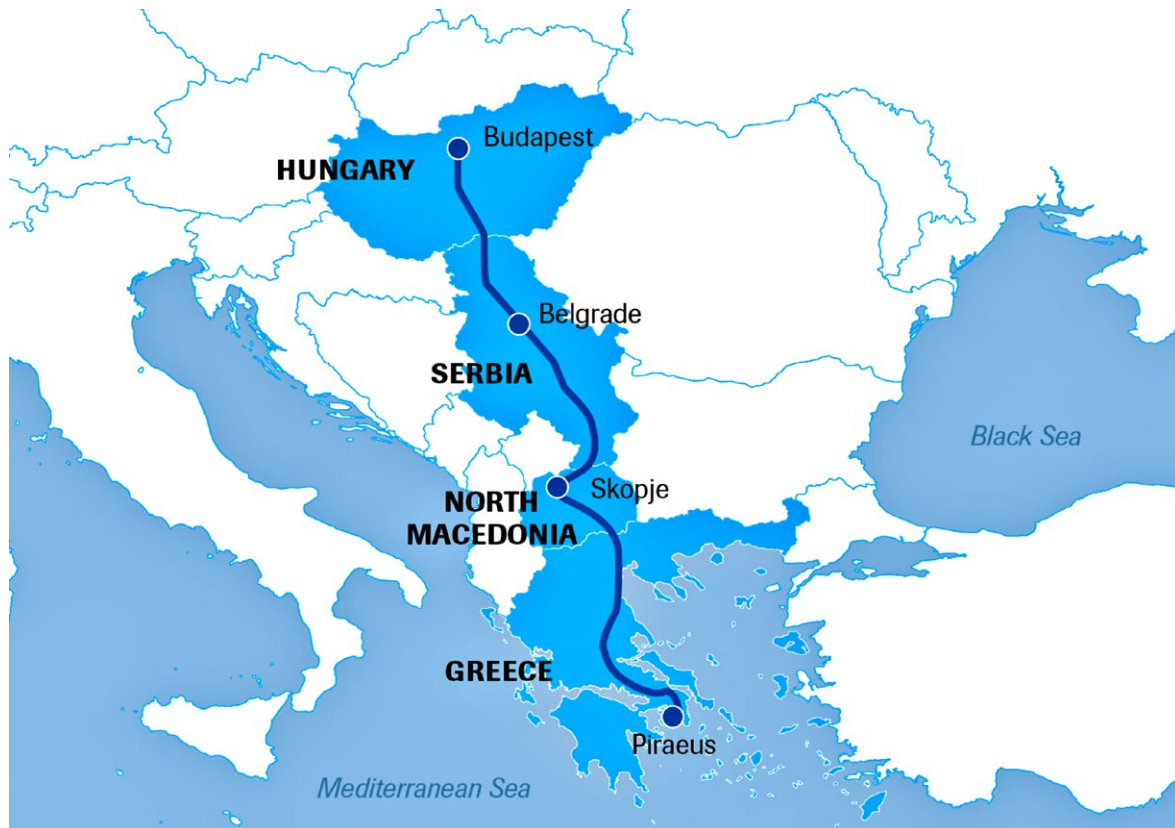 Budapest
HUNGARY
Belgrade
SERBIA
Black Sea
Skopje
NORTH
MACEDONIA
GREECE
Piraeus
Mediterranean Sea